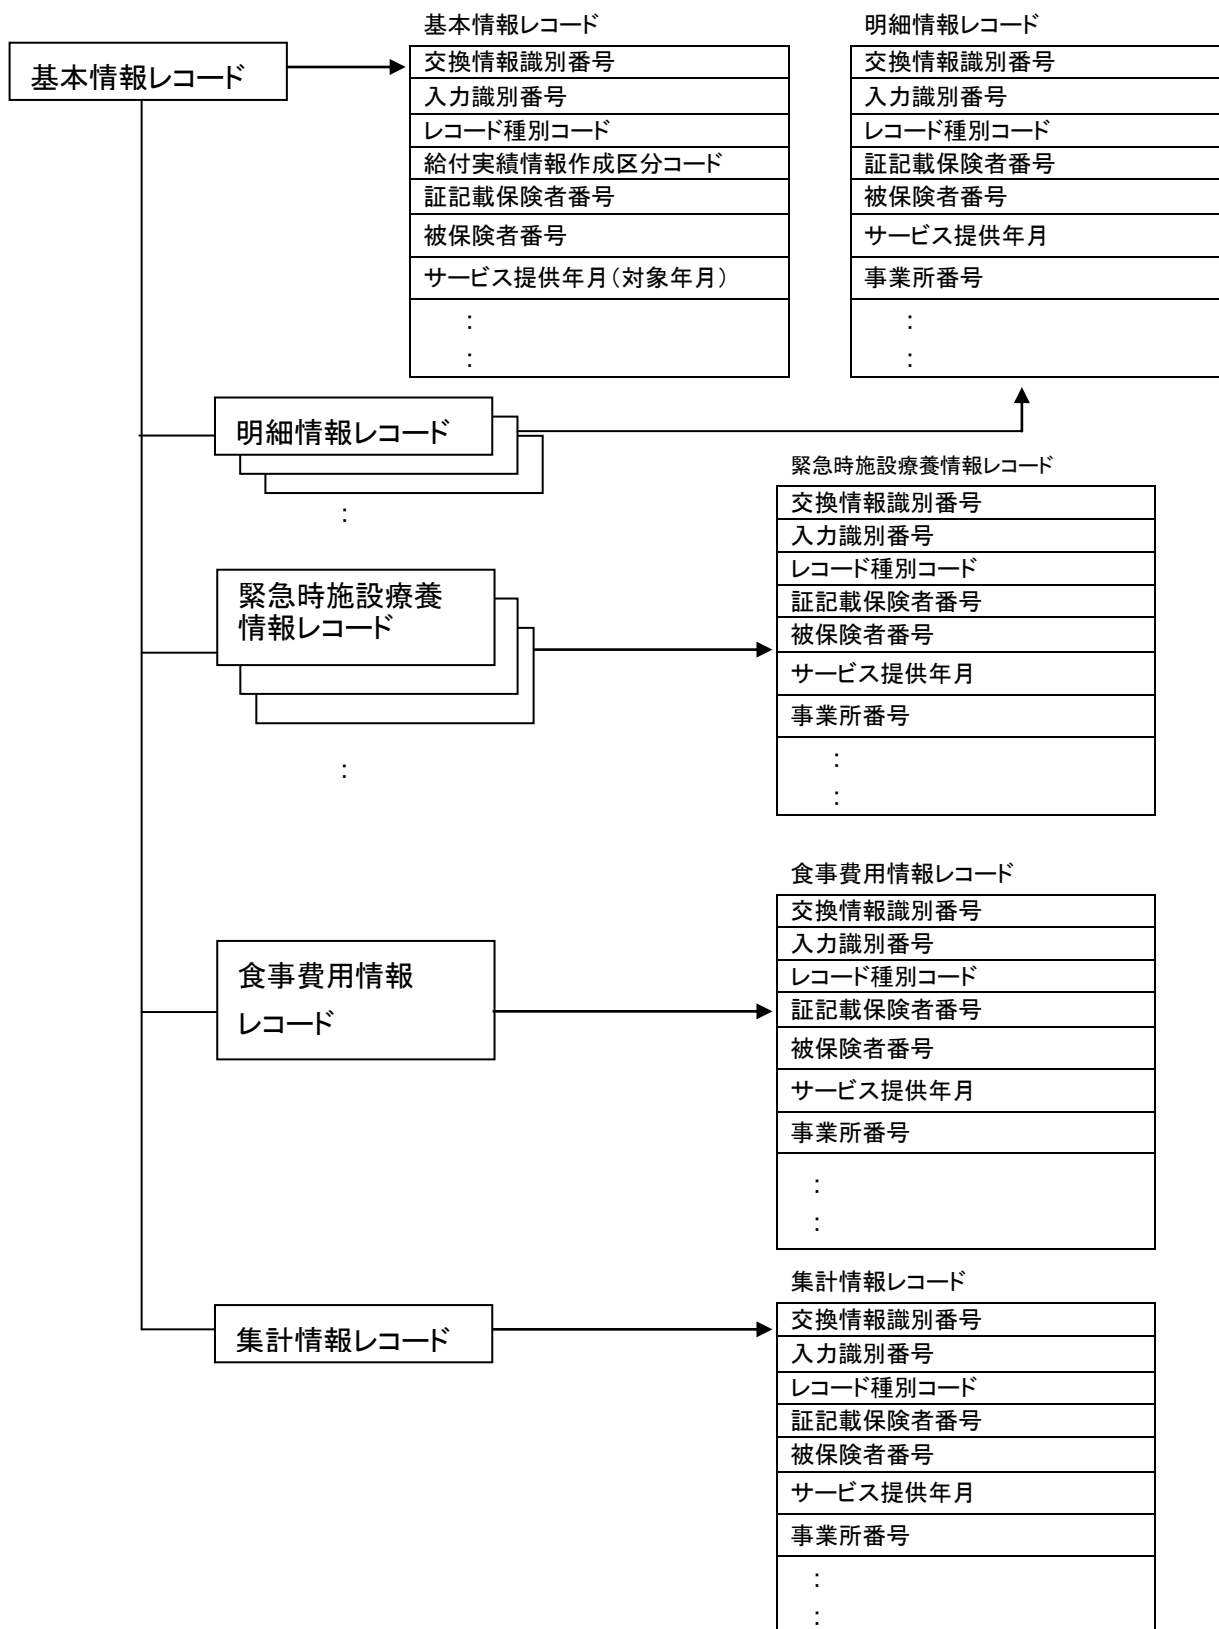 基本情報レコード
基本情報レコード
交換情報識別番号
入力識別番号
レコード種別コード
給付実績情報作成区分コード
証記載保険者番号
被保険者番号
サービス提供年月(対象年月)
:
:
明細情報レコード
交換情報識別番号
入力識別番号
レコード種別コード
証記載保険者番号
被保険者番号
サービス提供年月
事業所番号
:
:
明細情報レコード
:
緊急時施設療養
情報レコード
:
緊急時施設療養情報レコード
交換情報識別番号
入力識別番号
レコード種別コード
証記載保険者番号
被保険者番号
サービス提供年月
事業所番号
:
:
食事費用情報
レコード
食事費用情報レコード
交換情報識別番号
入力識別番号
レコード種別コード
証記載保険者番号
被保険者番号
サービス提供年月
事業所番号
:
:
集計情報レコード
集計情報レコード
交換情報識別番号
入力識別番号
レコード種別コード
証記載保険者番号
被保険者番号
サービス提供年月
事業所番号
:
: